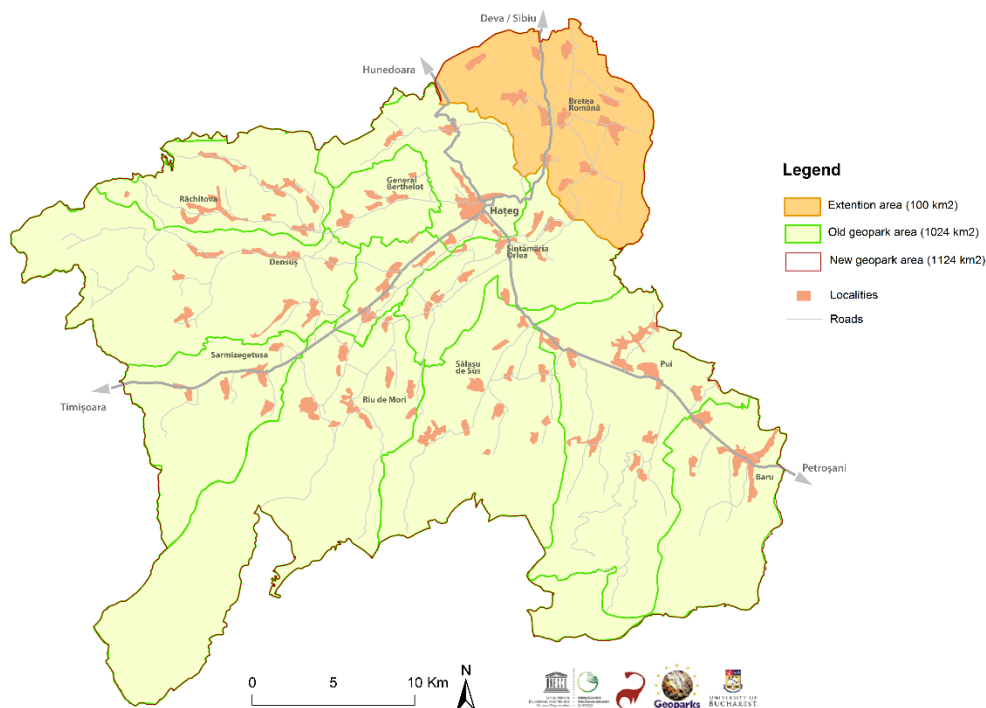 Deva / Sibiu
Hunedoara
Bretea
Română
General
Berthelot
Răchitova
Hațeg
Sîntămăria
Orlea
Densuș
Sarmizegetusa
Sălașu
de Sus
Pui
Rîu de Mori
Timișoara
Petroșani
Baru
Legend
Extention area (100 km2)
Old geopark area (1024 km2)
New geopark area (1124 km2)
Localities
Roads
0 5 10 Km
N
Geoparks
UNIVERSITY OF
BUCHAREST